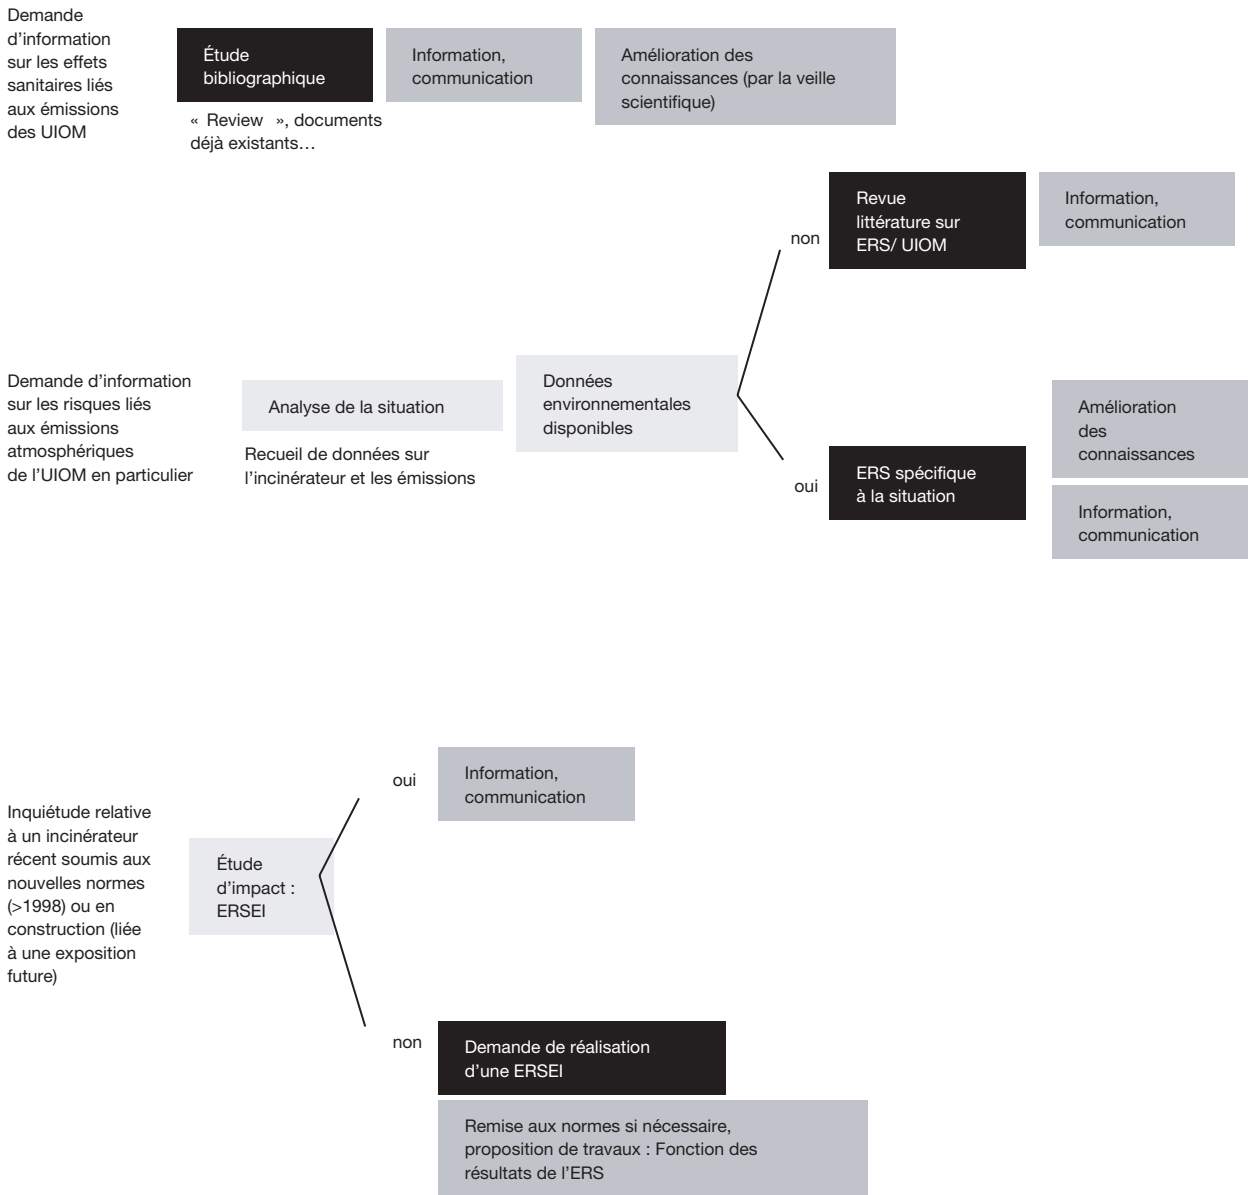 Demande
d'information
sur les effets
sanitaires liés
aux émissions
des UIOM
Étude
bibliographique
« Review », documents
déjà existants…
Information,
communication
Amélioration des
connaissances (par la veille
scientifique)
Demande d'information
sur les risques liés
aux émissions
atmosphériques
de l'UIOM en particulier
Analyse de la situation
Recueil de données sur
l'incinérateur et les émissions
Données
environnementales
disponibles
non
Revue
littérature sur
ERS/ UIOM
Information,
communication
oui
ERS spécifique
à la situation
Amélioration
des
connaissances
Information,
communication
Inquiétude relative
à un incinérateur
récent soumis aux
nouvelles normes
(>1998) ou en
construction (liée
à une exposition
future)
Étude
d'impact :
ERSEI
oui
Information,
communication
non
Demande de réalisation
d'une ERSEI
Remise aux normes si nécessaire,
proposition de travaux : Fonction des
résultats de l'ERS